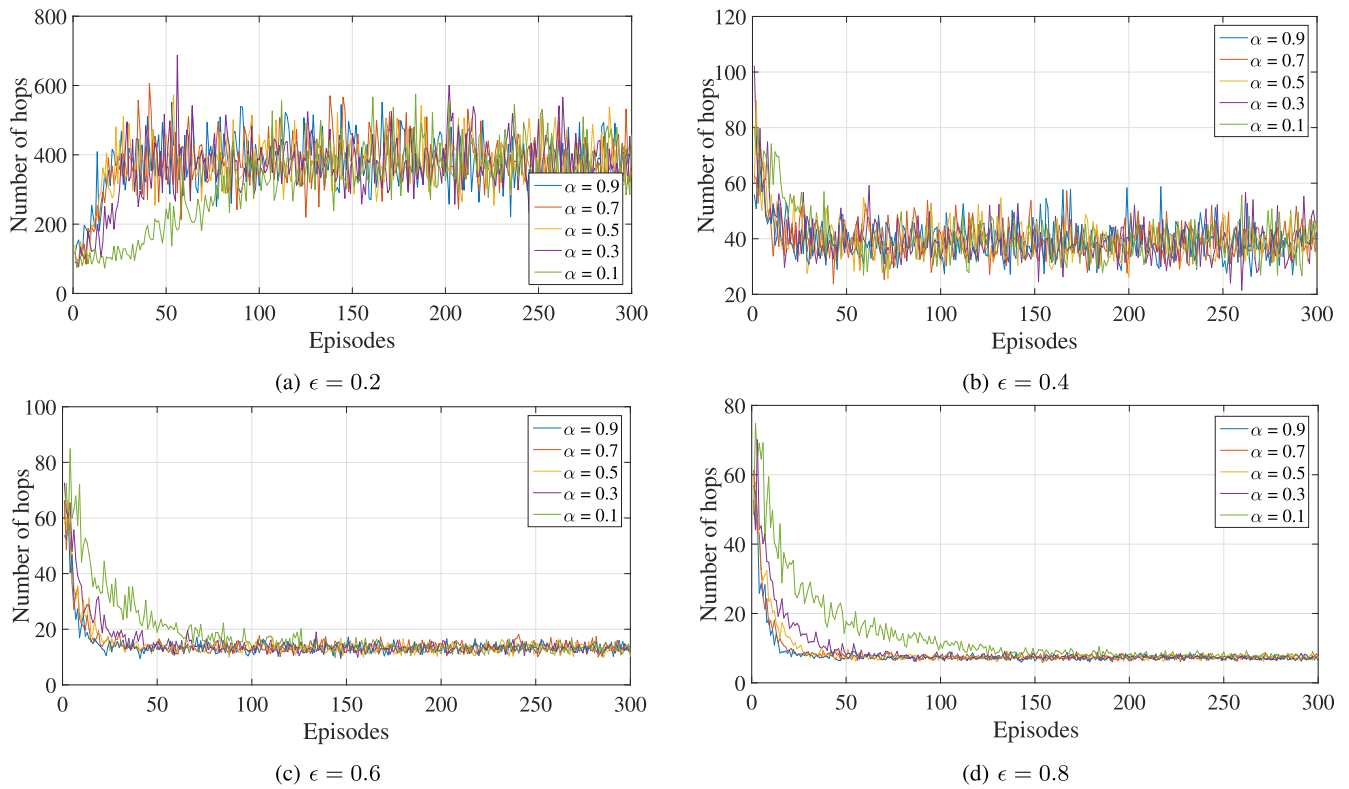 800
600
400
200
0
Number of hops
0 50 100 150 200 250 300
Episodes
α = 0.9
α = 0.7
α = 0.5
α = 0.3
α = 0.1
(a) ϵ = 0.2
120
100
80
60
40
20
Number of hops
0 50 100 150 200 250 300
Episodes
α = 0.9
α = 0.7
α = 0.5
α = 0.3
α = 0.1
(b) ϵ = 0.4
100
80
60
40
20
0
Number of hops
0 50 100 150 200 250 300
Episodes
α = 0.9
α = 0.7
α = 0.5
α = 0.3
α = 0.1
(c) ϵ = 0.6
80
60
40
20
0
Number of hops
0 50 100 150 200 250 300
Episodes
α = 0.9
α = 0.7
α = 0.5
α = 0.3
α = 0.1
(d) ϵ = 0.8